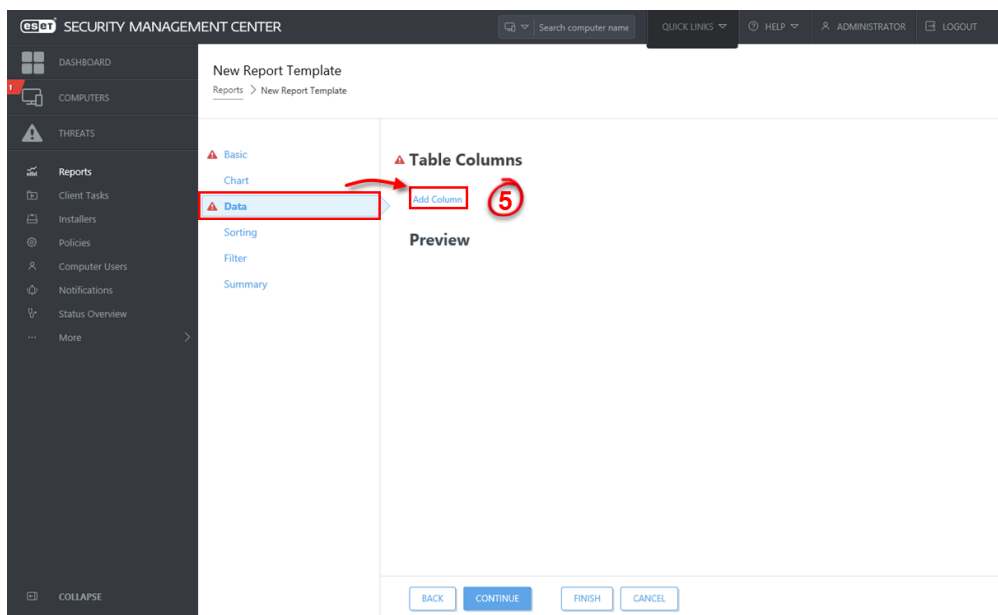 eset SECURITY MANAGEMENT CENTER
Search computer name
QUICK LINKS
HELP
ADMINISTRATOR
LOGOUT
DASHBOARD
1
COMPUTERS
THREATS
Reports
Client Tasks
Installers
Policies
Computer Users
Notifications
Status Overview
More
COLLAPSE
New Report Template
Reports > New Report Template
Basic
Chart
Data
Sorting
Filter
Summary
Table Columns
Add Column
5
Preview
BACK
CONTINUE
FINISH
CANCEL